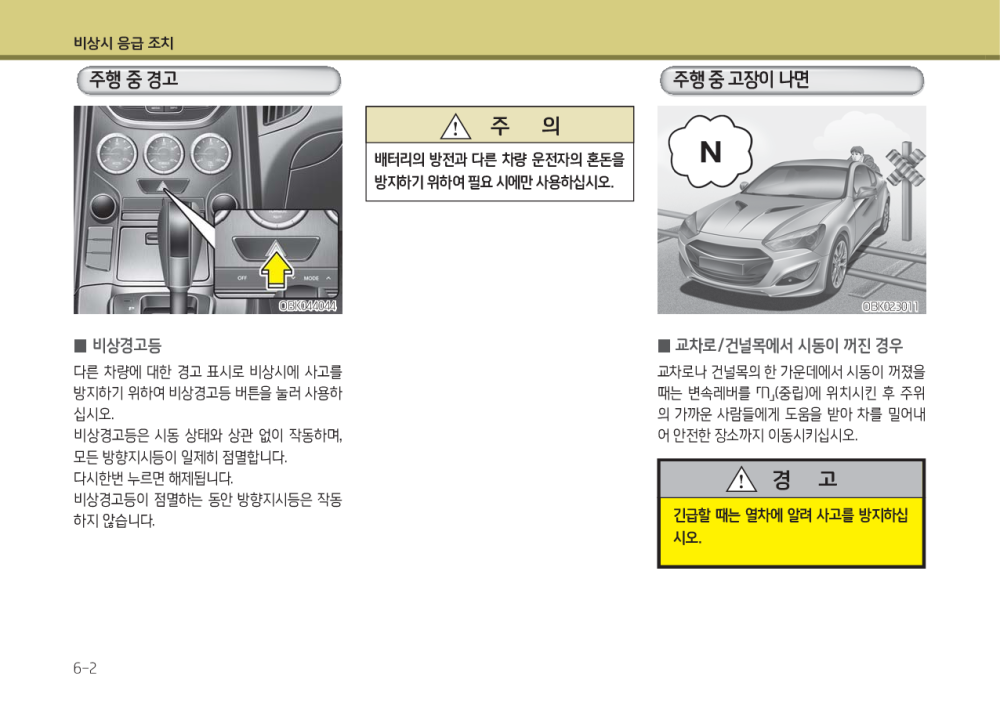 비상시 응급 조치
주행 중 경고
OFF
MODE
OBK044044
■ 비상경고등
다른 차량에 대한 경고 표시로 비상시에 사고를
방지하기 위하여 비상경고등 버튼을 눌러 사용하
십시오.
비상경고등은 시동 상태와 상관 없이 작동하며,
모든 방향지시등이 일제히 점멸합니다.
다시한번 누르면 해제됩니다.
비상경고등이 점멸하는 동안 방향지시등은 작동
하지 않습니다.
주 의
배터리의 방전과 다른 차량 운전자의 혼돈을
방지하기 위하여 필요 시에만 사용하십시오.
주행 중 고장이 나면
N
OBK023011
■ 교차로/건널목에서 시동이 꺼진 경우
교차로나 건널목의 한 가운데에서 시동이 꺼졌을
때는 변속레버를 「N」(중립)에 위치시킨 후 주위
의 가까운 사람들에게 도움을 받아 차를 밀어내
어 안전한 장소까지 이동시키십시오.
경 고
긴급할 때는 열차에 알려 사고를 방지하십
시오.
6-2